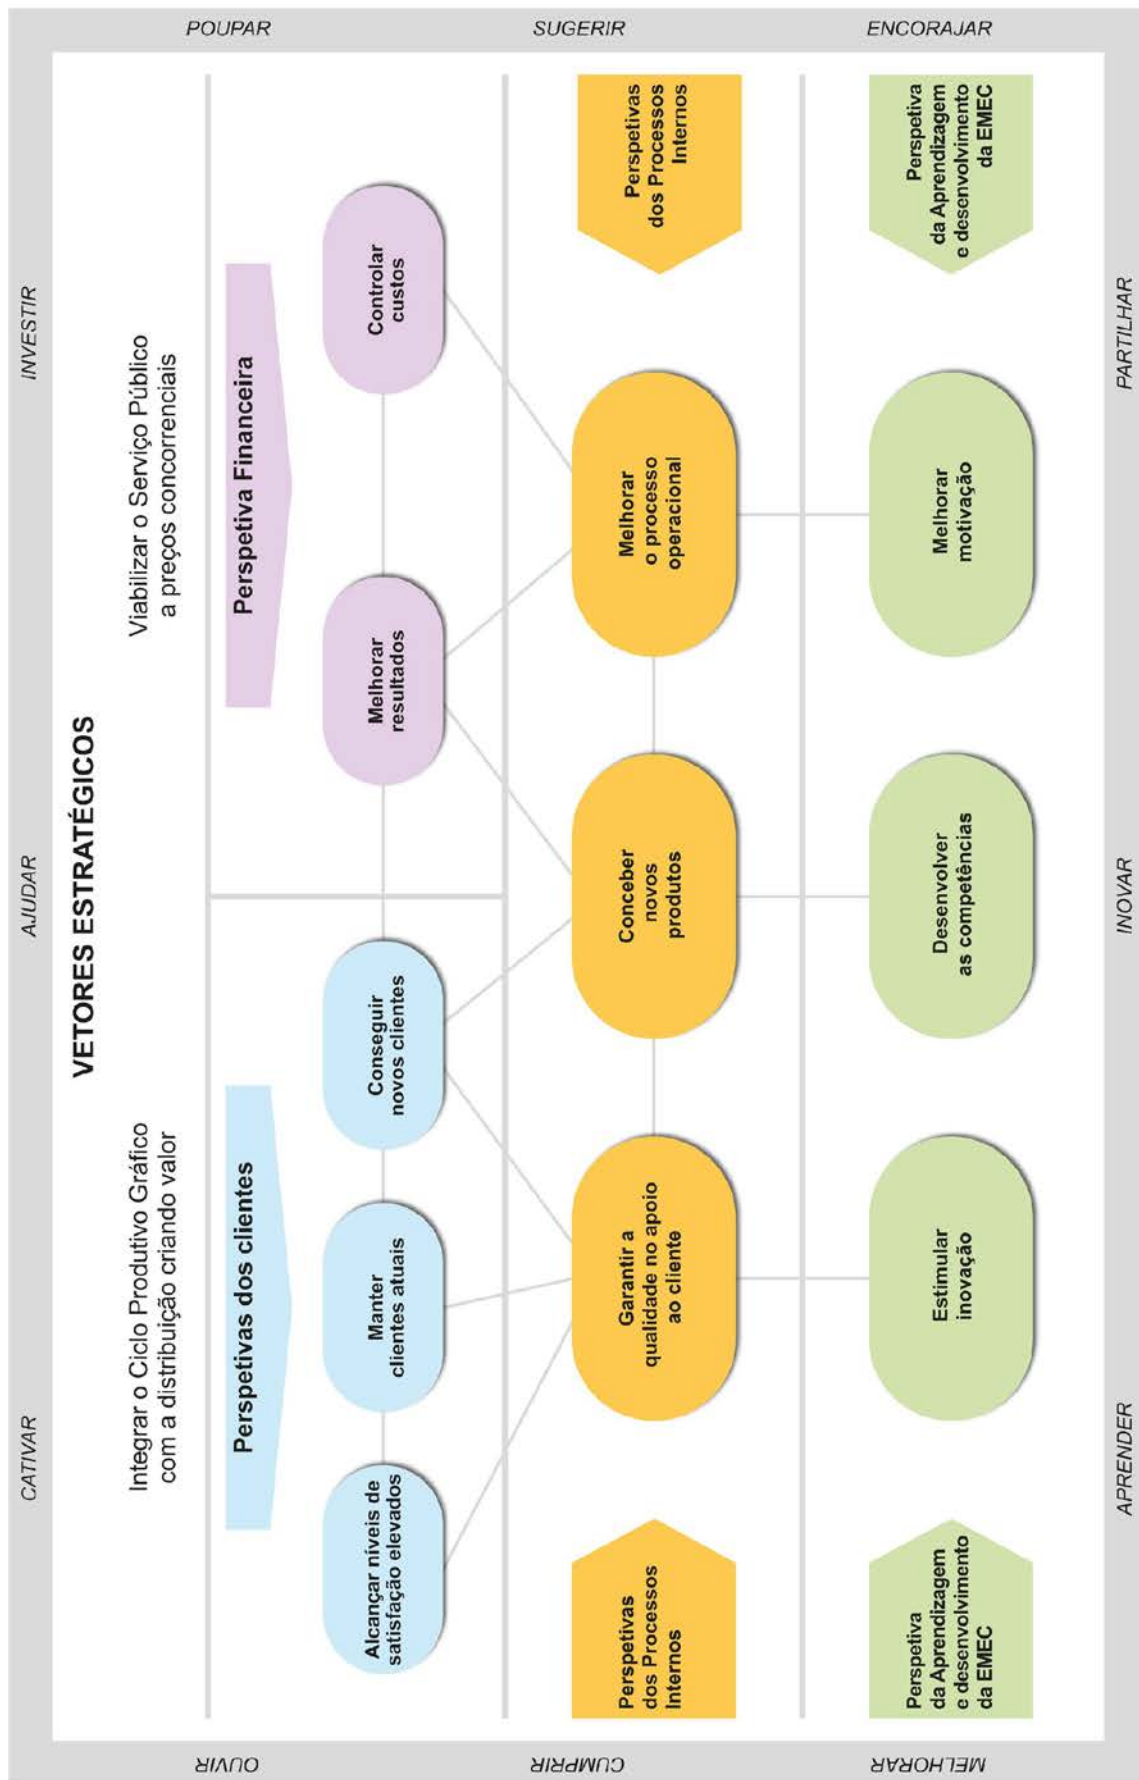 CATIVAR
AJUDAR
INVESTIR
VETORES ESTRATÉGICOS
Integrar o Ciclo Produtivo Gráfico
com a distribuição criando valor
Viabilizar o Serviço Público
a preços concorrenciais
OUVIR
POUPAR
Perspetivas dos clientes
Perspetiva Financeira
Alcançar níveis de
satisfação elevados
Manter
clientes atuais
Conseguir
novos clientes
Melhorar
resultados
Controlar
custos
CUMPRIR
SUGERIR
Perspetivas
dos Processos
Internos
Garantir a
qualidade no apoio
ao cliente
Conceber
novos
produtos
Melhorar
o processo
operacional
Perspetivas
dos Processos
Internos
MELHORAR
ENCORAJAR
Perspetiva
da Aprendizagem
e desenvolvimento
da EMEC
Estimular
inovação
Desenvolver
as competências
Melhorar
motivação
Perspetiva
da Aprendizagem
e desenvolvimento
da EMEC
APRENDER
INOVAR
PARTILHAR